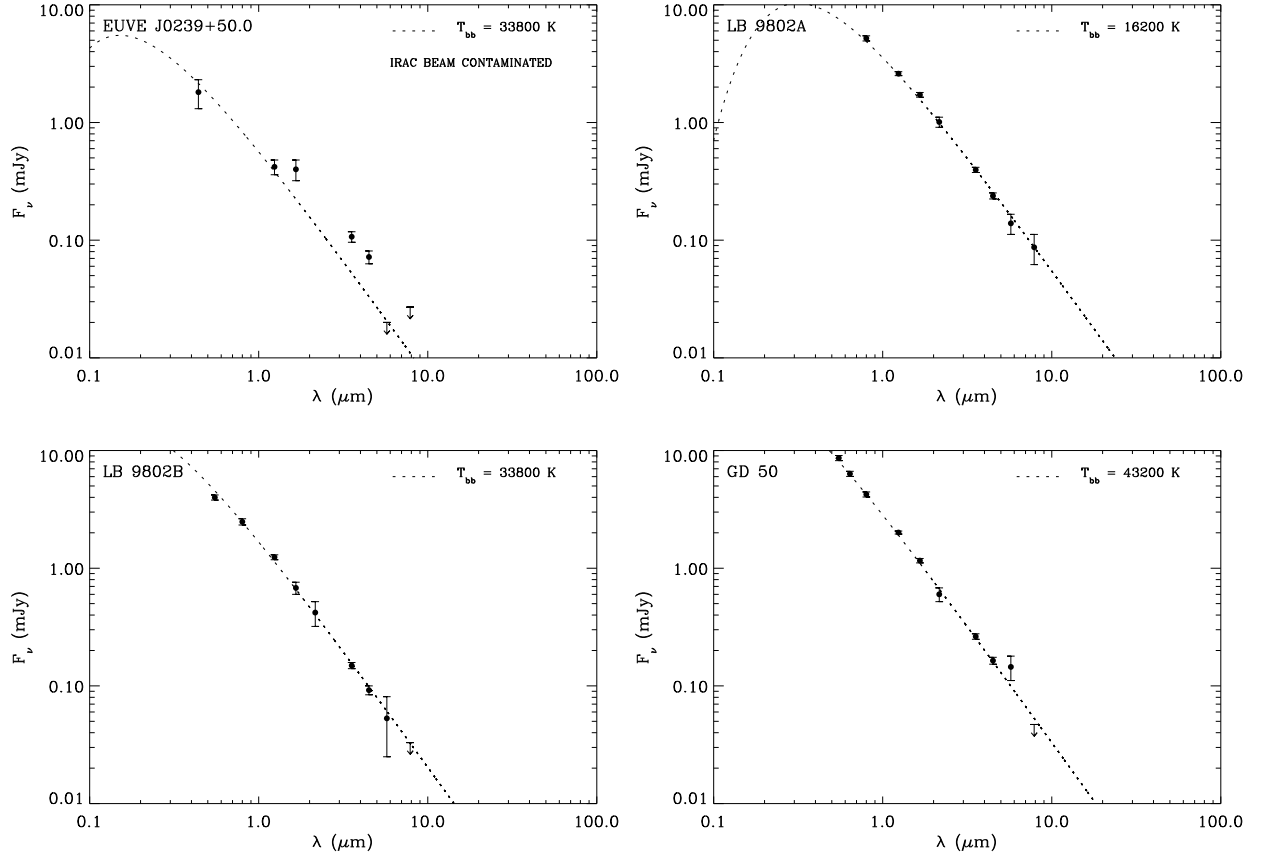 EUVE J0239+50.0
T_bb = 33800 K
IRAC BEAM CONTAMINATED
10.00
1.00
0.10
0.01
F_ν (mJy)
0.1 1.0 10.0 100.0
λ (μm)
LB 9802A
T_bb = 16200 K
10.00
1.00
0.10
0.01
F_ν (mJy)
0.1 1.0 10.0 100.0
λ (μm)
LB 9802B
T_bb = 33800 K
10.00
1.00
0.10
0.01
F_ν (mJy)
0.1 1.0 10.0 100.0
λ (μm)
GD 50
T_bb = 43200 K
10.00
1.00
0.10
0.01
F_ν (mJy)
0.1 1.0 10.0 100.0
λ (μm)